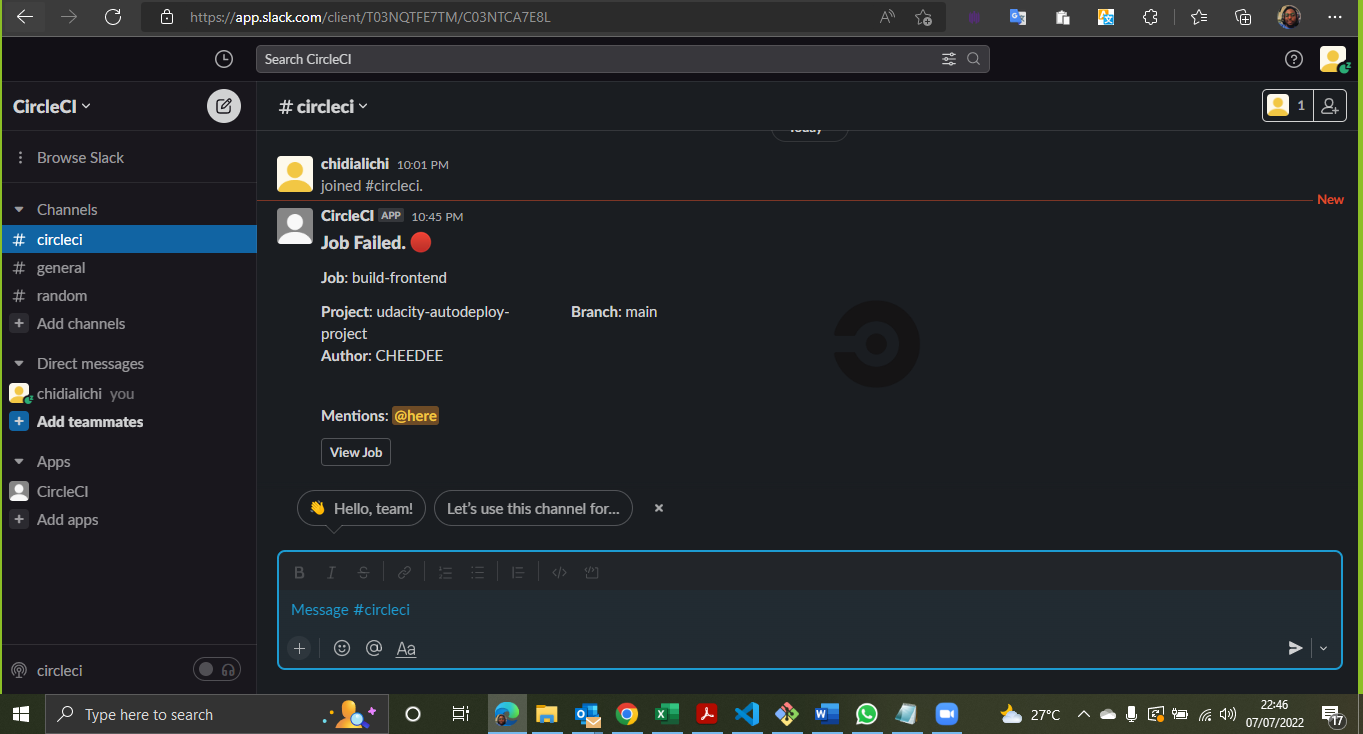 https://app.slack.com/client/T03NQTFE7TM/C03NTCA7E8L
Search CircleCI
CircleCI
# circleci
1
Browse Slack
Today
chidialichi 10:01 PM
joined #circleci.
New
Channels
# circleci
# general
# random
+ Add channels
CircleCI APP 10:45 PM
Job Failed.
Job: build-frontend
Project: udacity-autodeploy-
project
Branch: main
Author: CHEEDEE
Mentions: @here
View Job
Direct messages
chidialichi you
+ Add teammates
Apps
CircleCI
+ Add apps
Hello, team!
Let's use this channel for...
Message #circleci
Aa
circleci
Type here to search
27°C
22:46
07/07/2022
17